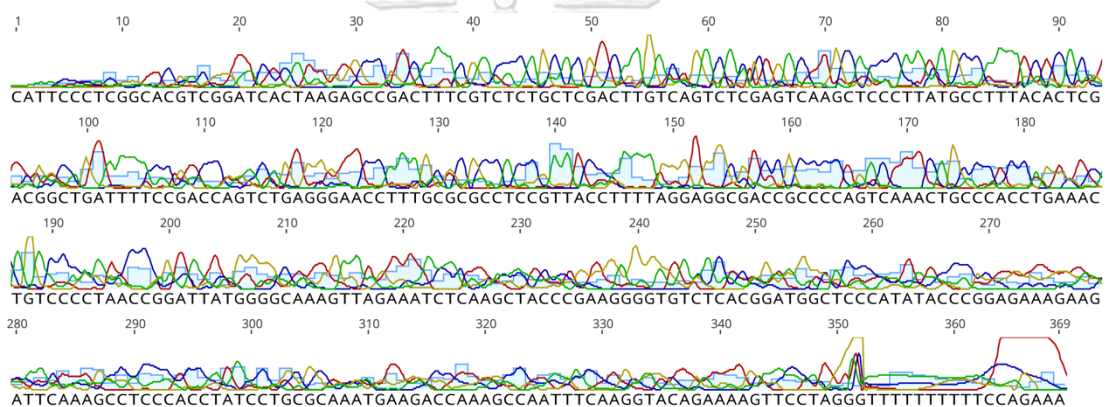 1 10 20 30 40 50 60 70 80 90
CATTCCCTCGGCACGTCGGATCACTAAGAGCCGACTTTCGTCTCTGCTCGACTTGTCAGTCTCGAGTCAAGCTCCCTTATGCCTTTACACTCG
100 110 120 130 140 150 160 170 180
ACGGCTGATTTTCCGACCAGTCTGAGGGAACCTTTGCGCGCCTCCGTTACCTTTTAGGAGGCGACCGCCCCAGTCAAACTGCCCACCTGAAAC
190 200 210 220 230 240 250 260 270
TGTCCCCTAACCGGATTATGGGGCAAAGTTAGAAATCTCAAGCTACCCGAAGGGGTGTCTCACGGATGGCTCCCATATACCCGGAGAAAGAAG
280 290 300 310 320 330 340 350 360 369
ATTCAAAGCCTCCCACCTATCCTGCGCAAATGAAGACCAAAGCCAATTTCAAGGTACAGAAAAGTTCCTAGGGTTTTTTTTTTCCAGAAA